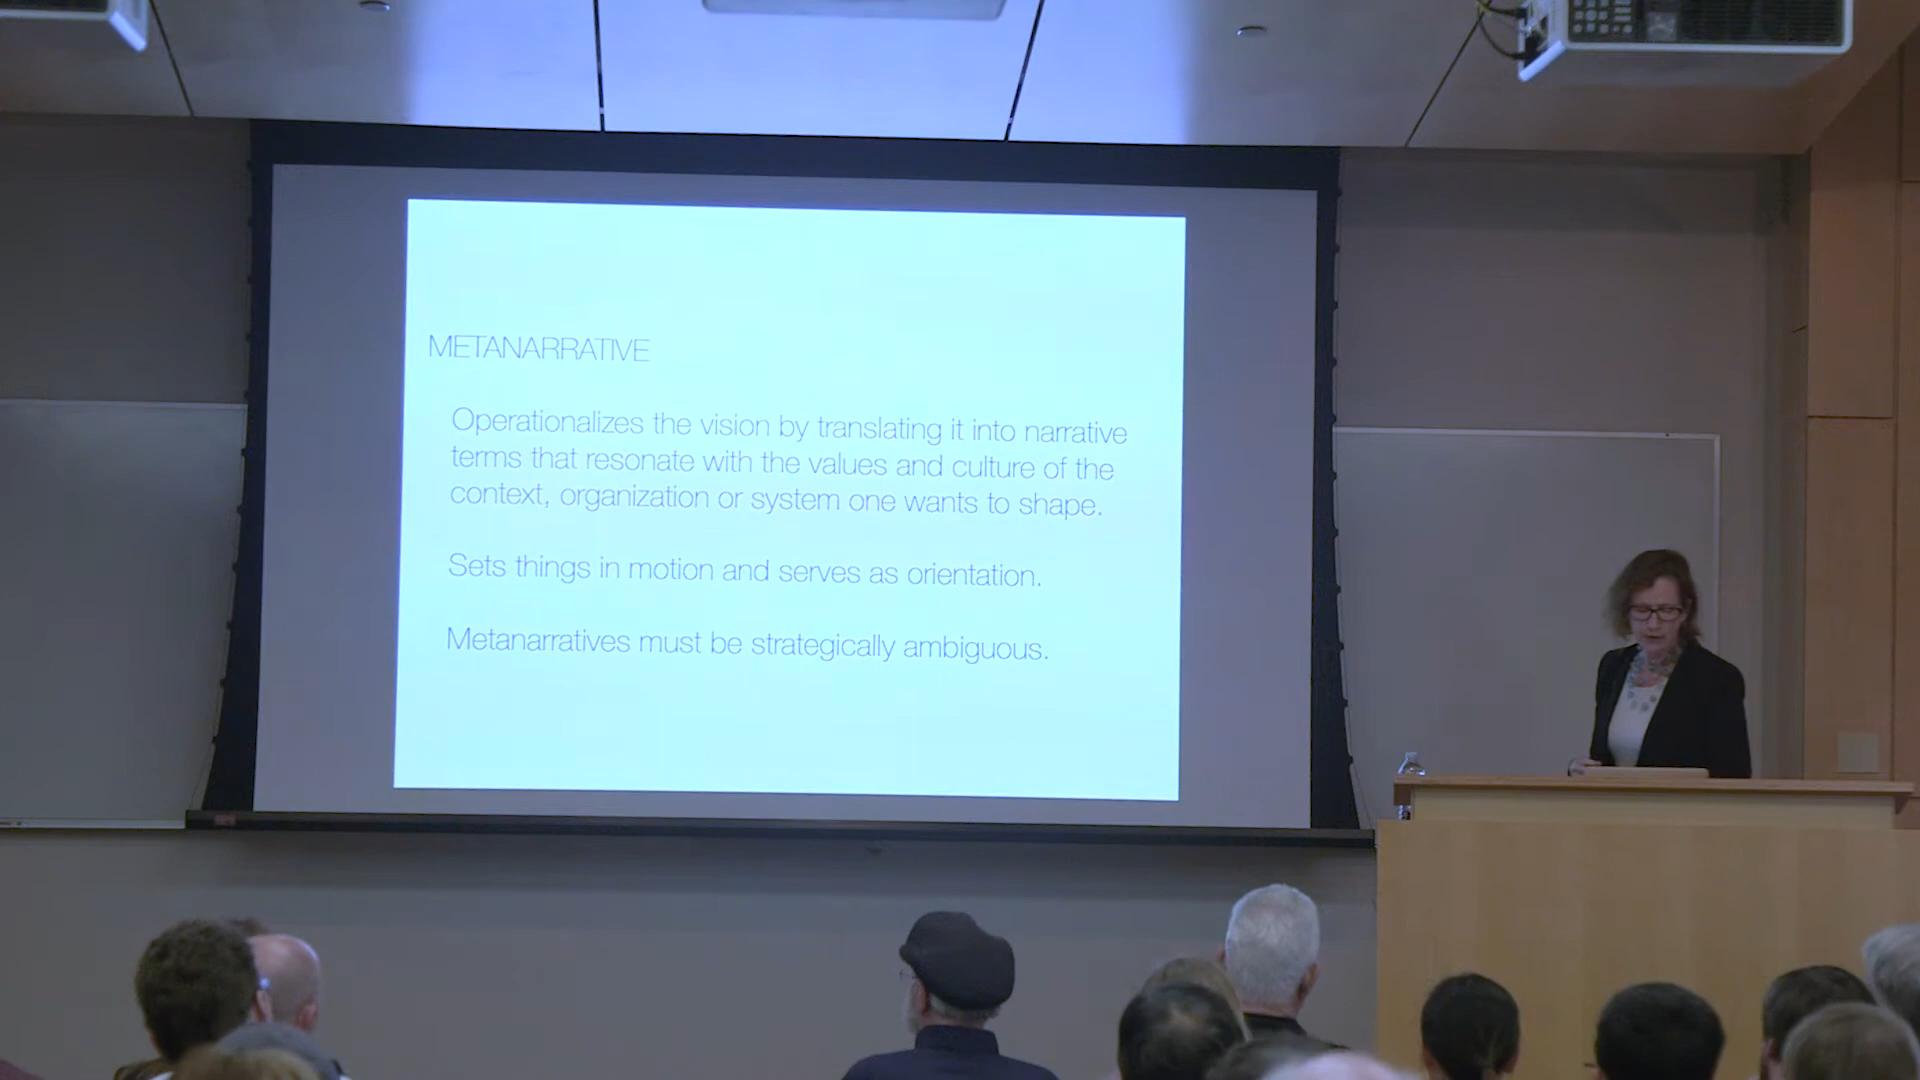 METANARRATIVE
Operationalizes the vision by translating it into narrative
terms that resonate with the values and culture of the
context, organization or system one wants to shape.
Sets things in motion and serves as orientation.
Metanarratives must be strategically ambiguous.